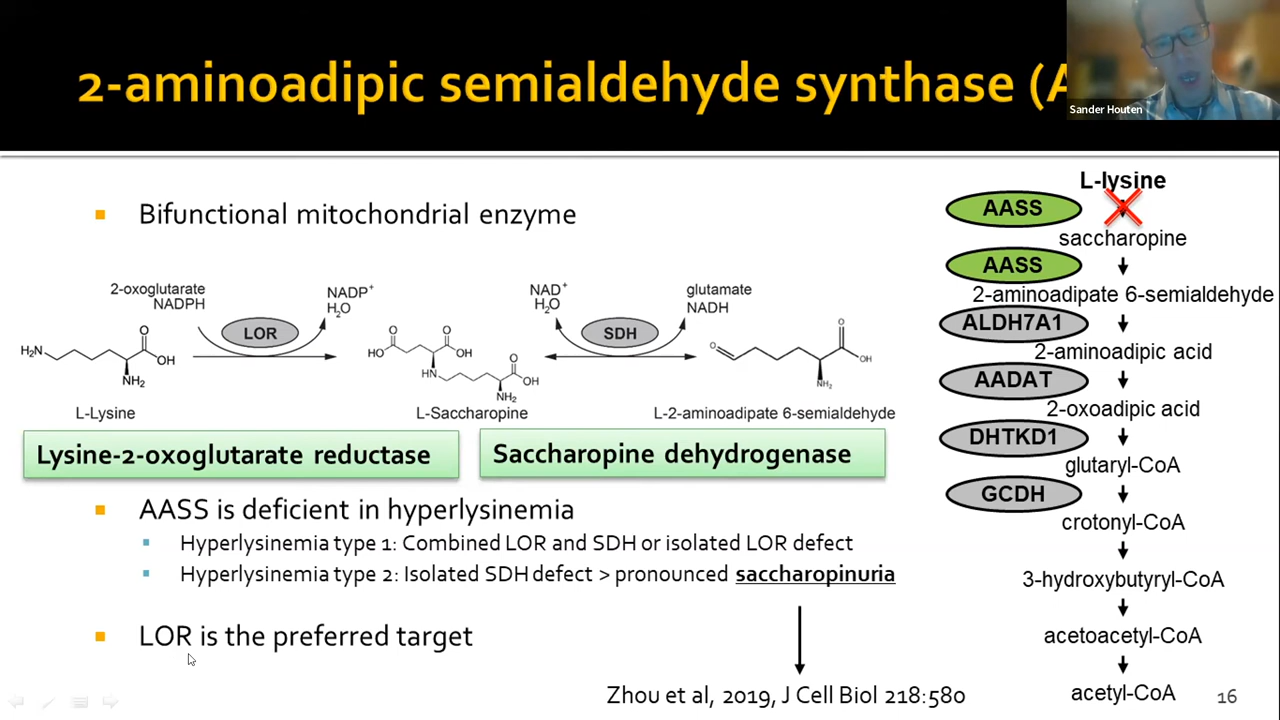 2-aminoadipic semialdehyde synthase (A
Sander Houten
Bifunctional mitochondrial enzyme
2-oxoglutarate
NADPH
NADP+
H2O
LOR
H2N
O
OH
NH2
L-Lysine
HO
O
O
OH
HN
O
OH
NH2
L-Saccharopine
NAD+
H2O
glutamate
NADH
SDH
O
O
OH
NH2
L-2-aminoadipate 6-semialdehyde
Lysine-2-oxoglutarate reductase
Saccharopine dehydrogenase
AASS is deficient in hyperlysinemia
Hyperlysinemia type 1: Combined LOR and SDH or isolated LOR defect
Hyperlysinemia type 2: Isolated SDH defect > pronounced saccharopinuria
LOR is the preferred target
Zhou et al, 2019, J Cell Biol 218:580
L-lysine
AASS
saccharopine
AASS
2-aminoadipate 6-semialdehyde
ALDH7A1
2-aminoadipic acid
AADAT
2-oxoadipic acid
DHTKD1
glutaryl-CoA
GCDH
crotonyl-CoA
3-hydroxybutyryl-CoA
acetoacetyl-CoA
acetyl-CoA
16